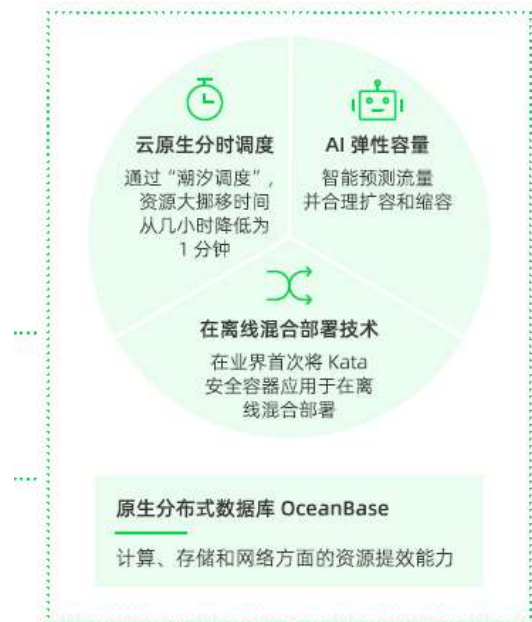 云原生分时调度
通过“潮汐调度”,
资源大挪移时间
从几小时降低为
1 分钟
AI 弹性容量
智能预测流量
并合理扩容和缩容
在离线混合部署技术
在业界首次将 Kata
安全容器应用于在离
线混合部署
原生分布式数据库 OceanBase
计算、存储和网络方面的资源提效能力